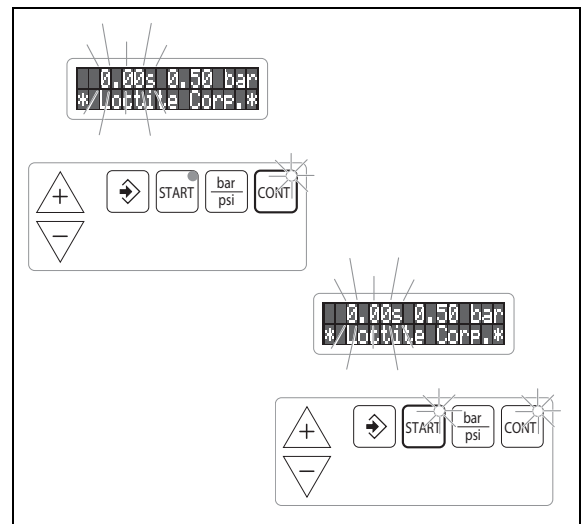 0.00s 0.50 bar
* Loctite Corp.*
+
START bar psi CONT
−
0.00s 0.50 bar
* Loctite Corp.*
+
START bar psi CONT
−